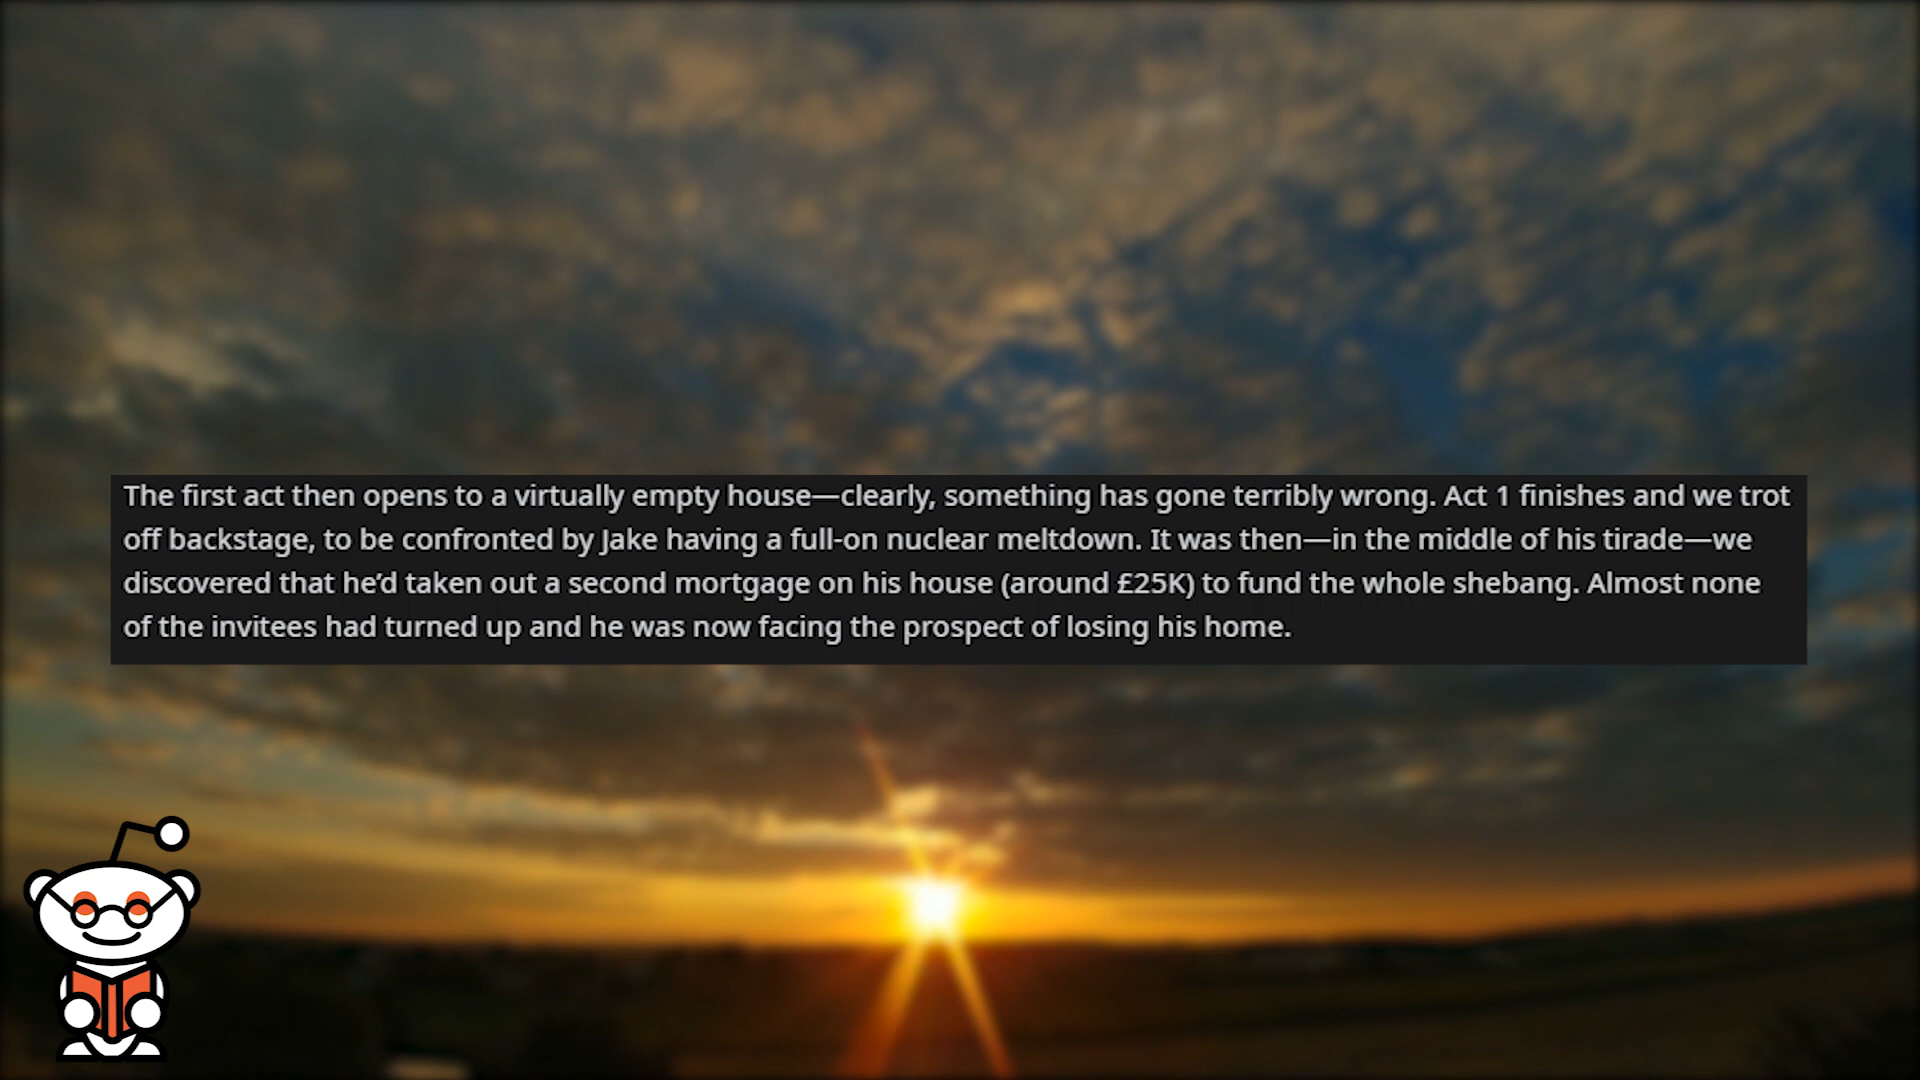 The first act then opens to a virtually empty house—clearly, something has gone terribly wrong. Act 1 finishes and we trot
off backstage, to be confronted by Jake having a full-on nuclear meltdown. It was then—in the middle of his tirade—we
discovered that he’d taken out a second mortgage on his house (around £25K) to fund the whole shebang. Almost none
of the invitees had turned up and he was now facing the prospect of losing his home.